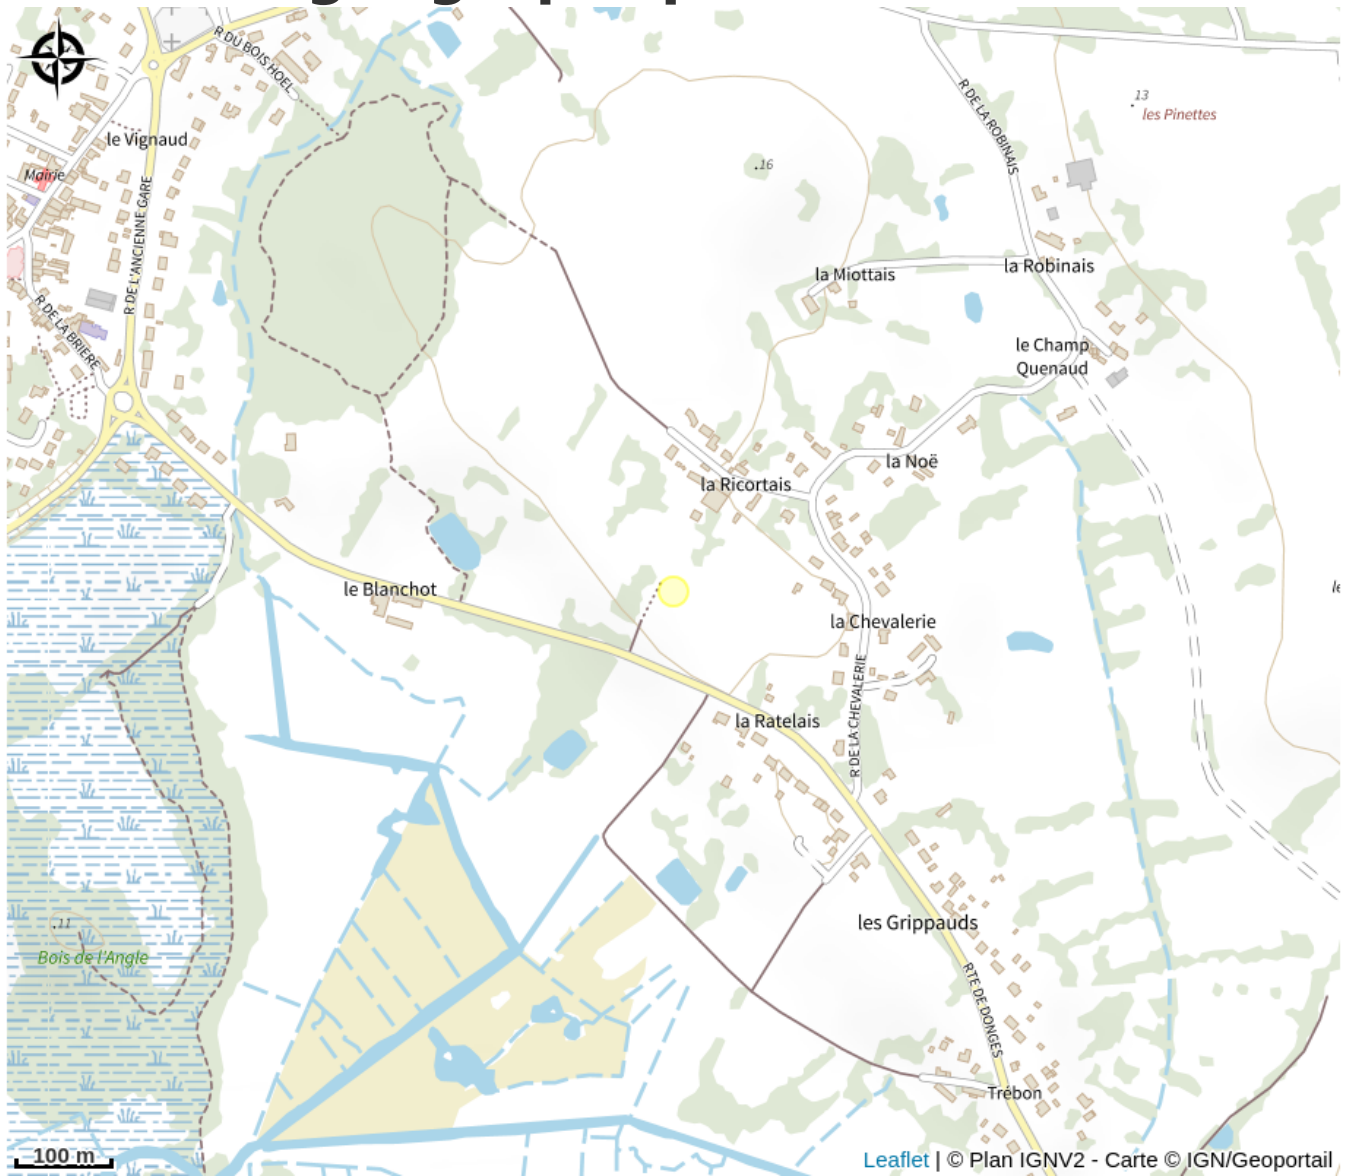 R DU BOIS HOEL
le Vignaud
Mairie
R DE L'ANCIENNE GARE
R DE LA BRIERE
R DE LA ROBINAIS
13
les Pinettes
16
la Miottais
la Robinais
le Champ
Quenaud
la Noë
la Ricortais
le Blanchot
la Chevalerie
R DE LA CHEVALERIE
la Ratelais
11
Bois de l'Angle
les Grippauds
RTE DE DONGES
Trébon
100 m
Leaflet | © Plan IGNV2 - Carte © IGN/Geoportail